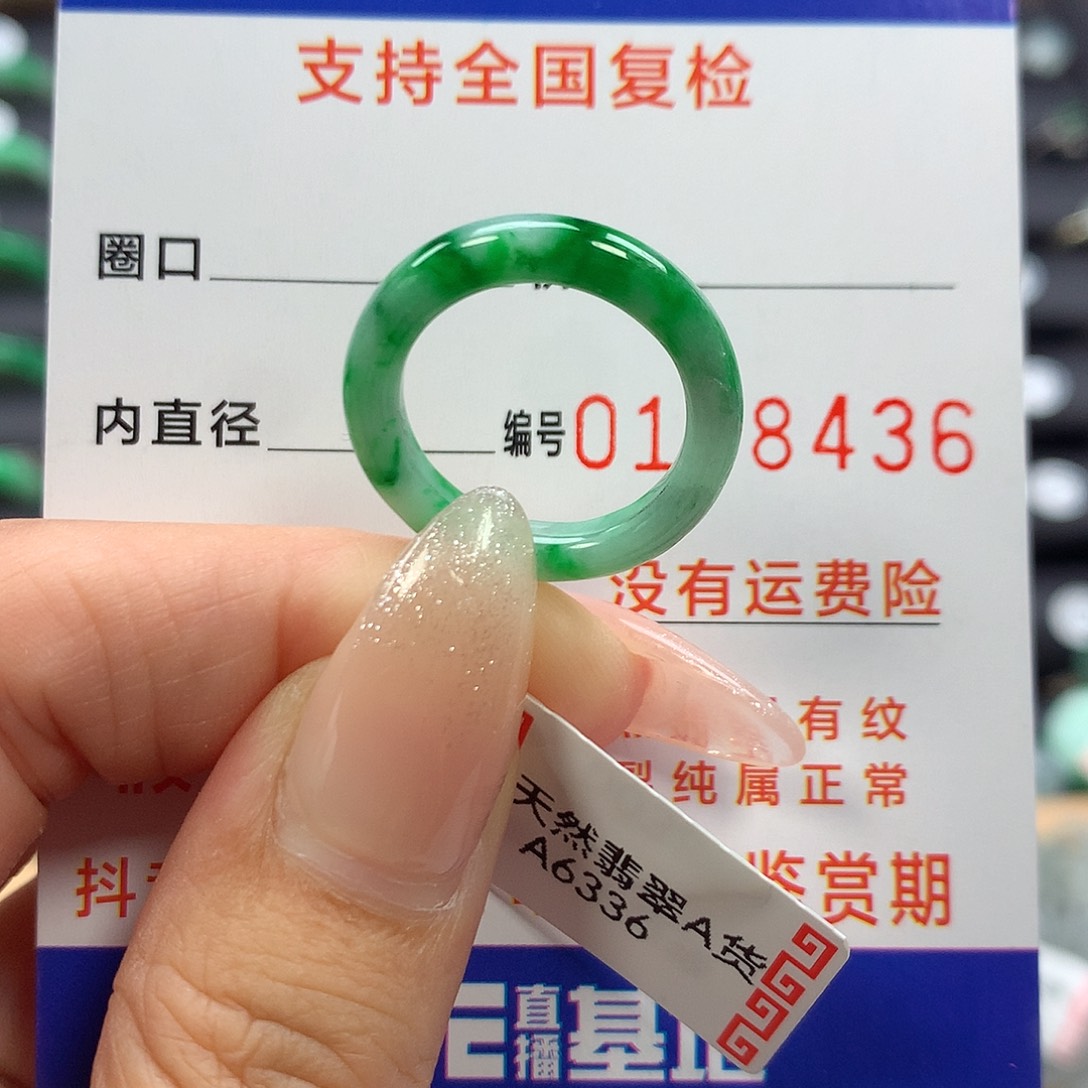 支持全国复检
圈口
内直径 编号 01 8436
没有运费险
有纹
裂纯属正常
抖 鉴赏期
天然翡翠A货
A6336
直播基地